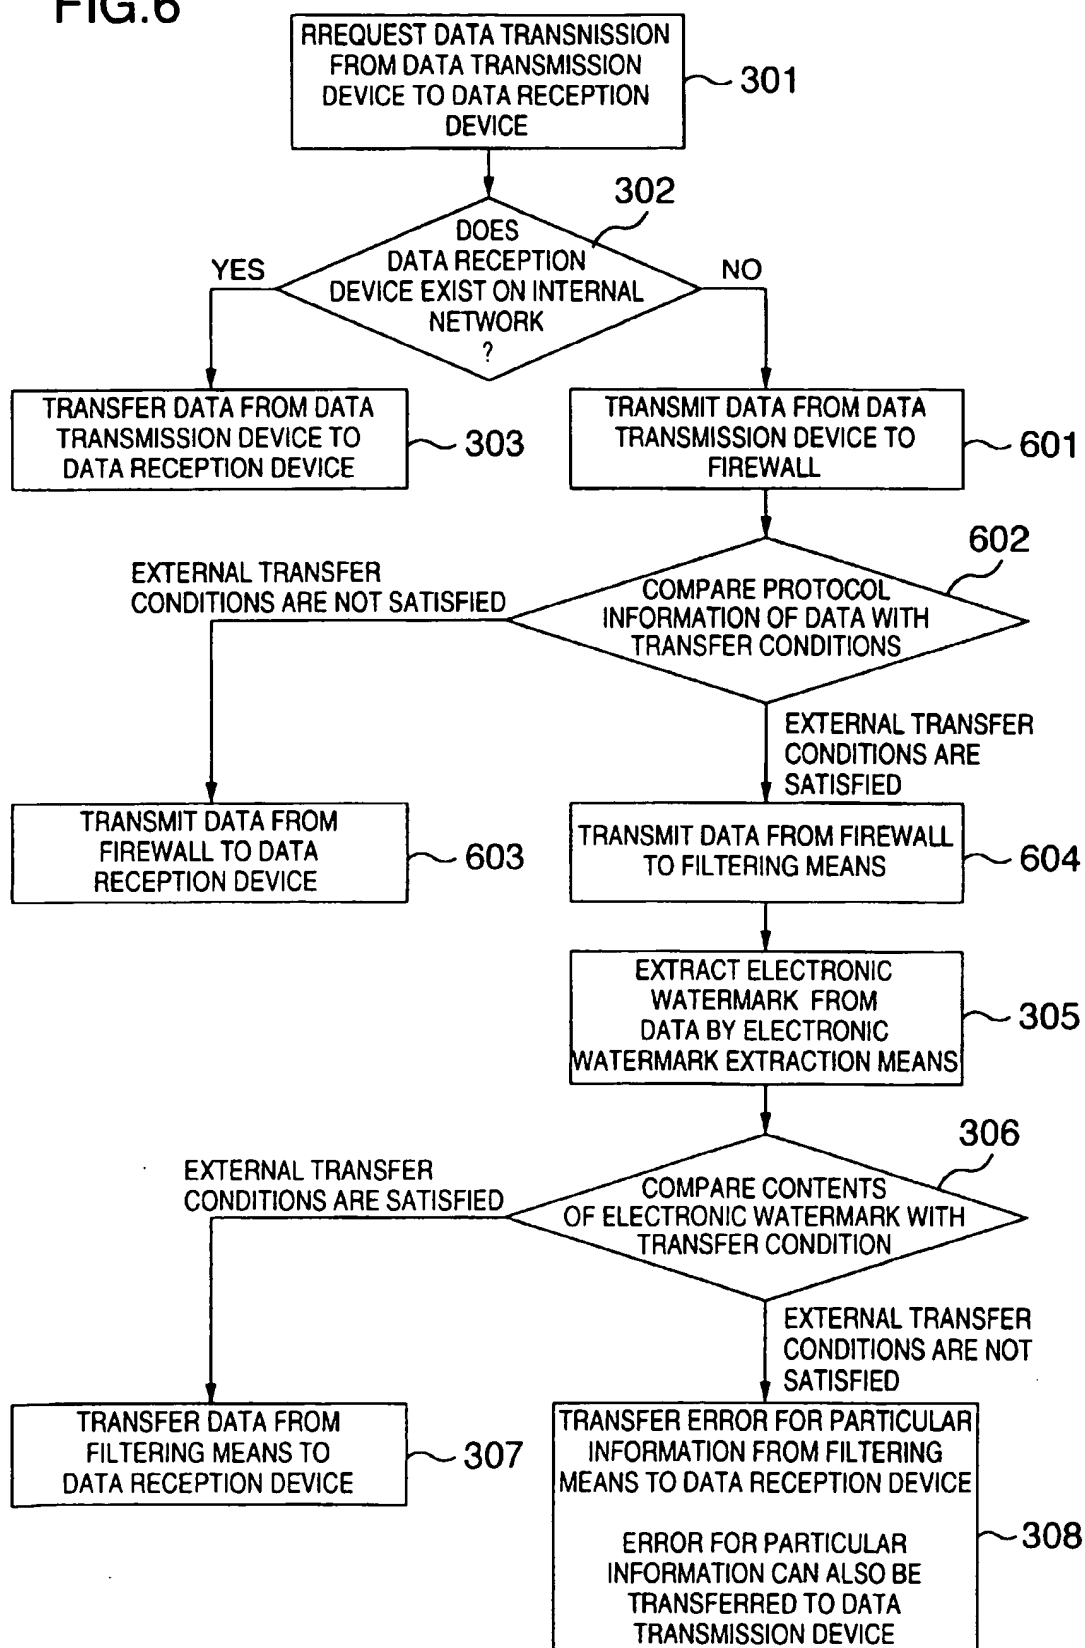 FIG.6
RREQUEST DATA TRANSNISSION
FROM DATA TRANSMISSION
DEVICE TO DATA RECEPTION
DEVICE
301
302
DOES
DATA RECEPTION
DEVICE EXIST ON INTERNAL
NETWORK
?
YES
NO
TRANSFER DATA FROM DATA
TRANSMISSION DEVICE TO
DATA RECEPTION DEVICE
303
TRANSMIT DATA FROM DATA
TRANSMISSION DEVICE TO
FIREWALL
601
602
COMPARE PROTOCOL
INFORMATION OF DATA WITH
TRANSFER CONDITIONS
EXTERNAL TRANSFER
CONDITIONS ARE NOT SATISFIED
EXTERNAL TRANSFER
CONDITIONS ARE
SATISFIED
TRANSMIT DATA FROM
FIREWALL TO DATA
RECEPTION DEVICE
603
TRANSMIT DATA FROM FIREWALL
TO FILTERING MEANS
604
EXTRACT ELECTRONIC
WATERMARK FROM
DATA BY ELECTRONIC
WATERMARK EXTRACTION MEANS
305
306
COMPARE CONTENTS
OF ELECTRONIC WATERMARK WITH
TRANSFER CONDITION
EXTERNAL TRANSFER
CONDITIONS ARE SATISFIED
EXTERNAL TRANSFER
CONDITIONS ARE NOT
SATISFIED
TRANSFER DATA FROM
FILTERING MEANS TO
DATA RECEPTION DEVICE
307
TRANSFER ERROR FOR PARTICULAR
INFORMATION FROM FILTERING
MEANS TO DATA RECEPTION DEVICE
ERROR FOR PARTICULAR
INFORMATION CAN ALSO BE
TRANSFERRED TO DATA
TRANSMISSION DEVICE
308